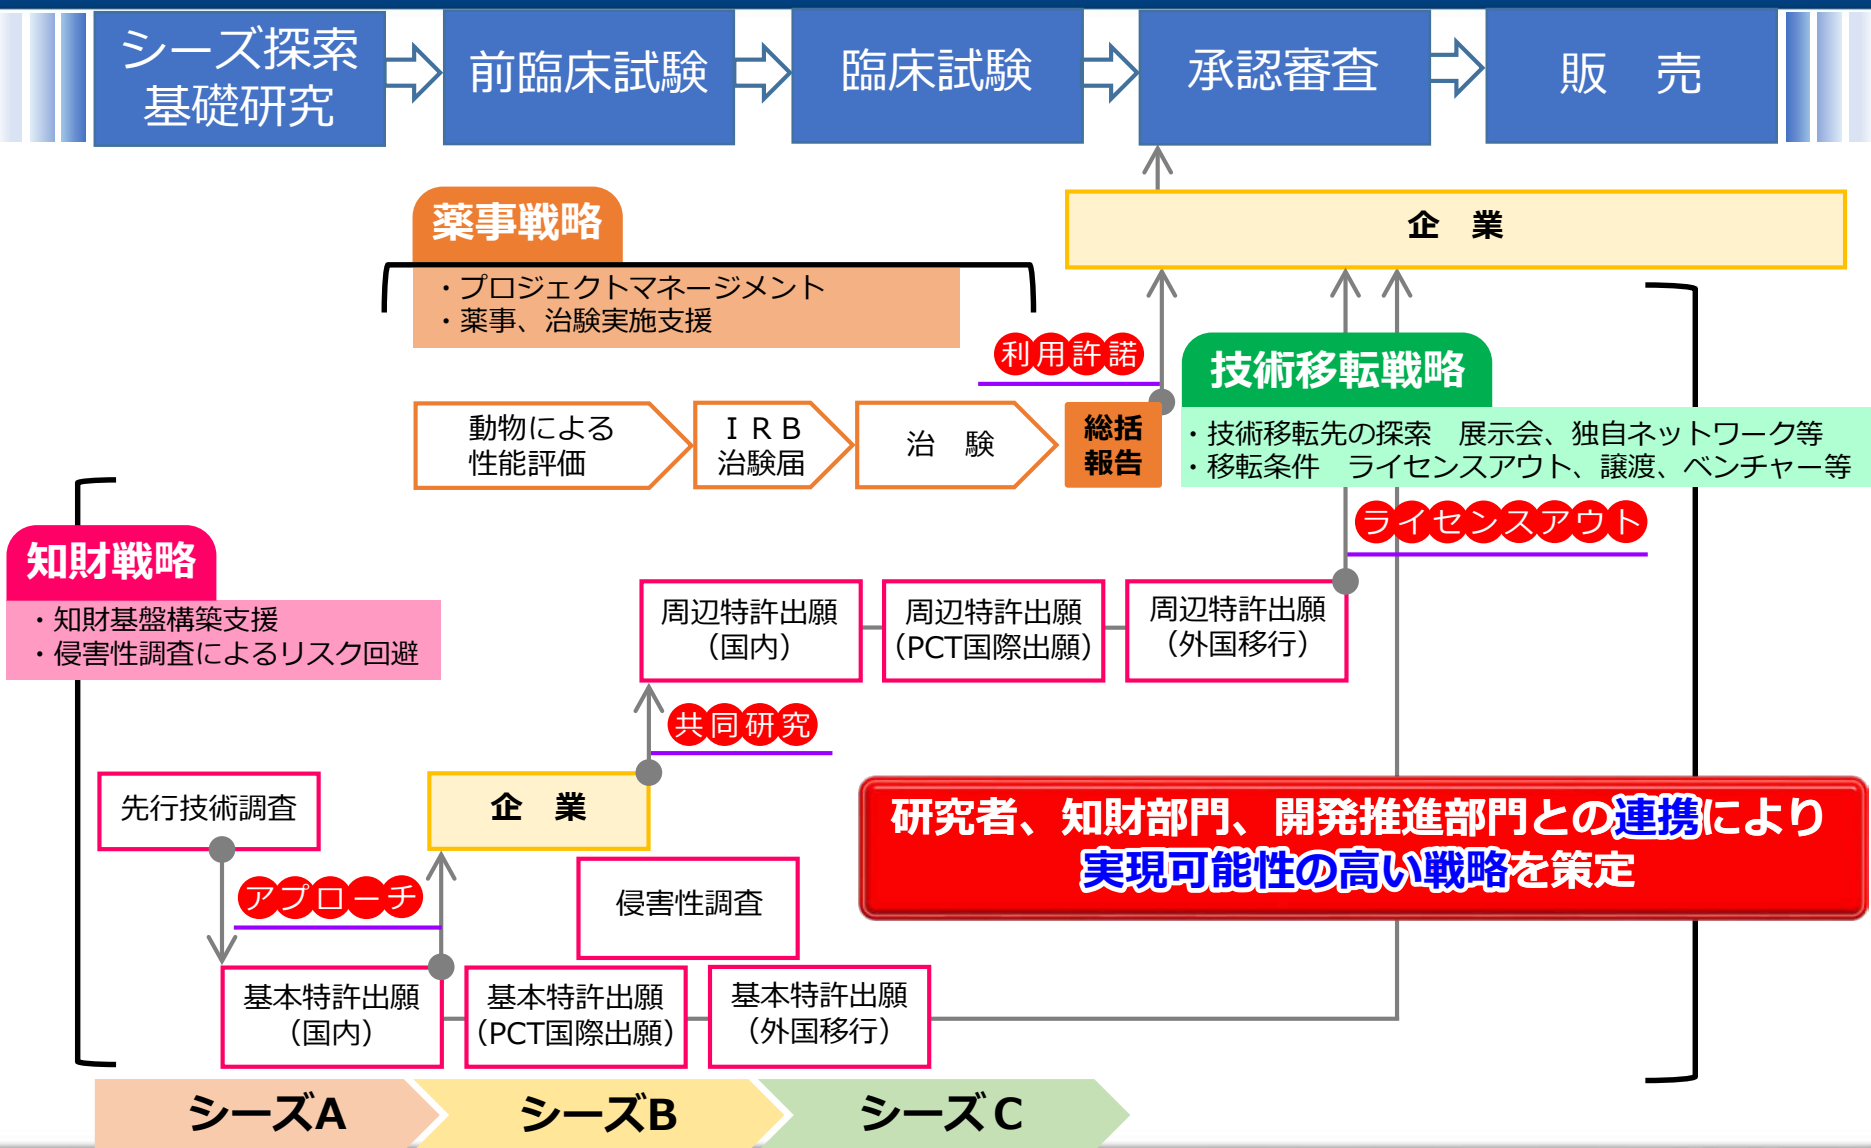 シーズ探索
基礎研究
前臨床試験
臨床試験
承認審査
販　売
薬事戦略
・プロジェクトマネージメント
・薬事、治験実施支援
企　業
利用許諾
技術移転戦略
・技術移転先の探索　展示会、独自ネットワーク等
・移転条件　ライセンスアウト、譲渡、ベンチャー等
動物による
性能評価
ＩＲＢ
治験届
治　験
総括
報告
ライセンスアウト
知財戦略
・知財基盤構築支援
・侵害性調査によるリスク回避
周辺特許出願
（国内）
周辺特許出願
（PCT国際出願）
周辺特許出願
（外国移行）
共同研究
先行技術調査
企　業
研究者、知財部門、開発推進部門との連携により
実現可能性の高い戦略を策定
アプローチ
侵害性調査
基本特許出願
（国内）
基本特許出願
（PCT国際出願）
基本特許出願
（外国移行）
シーズA
シーズB
シーズＣ